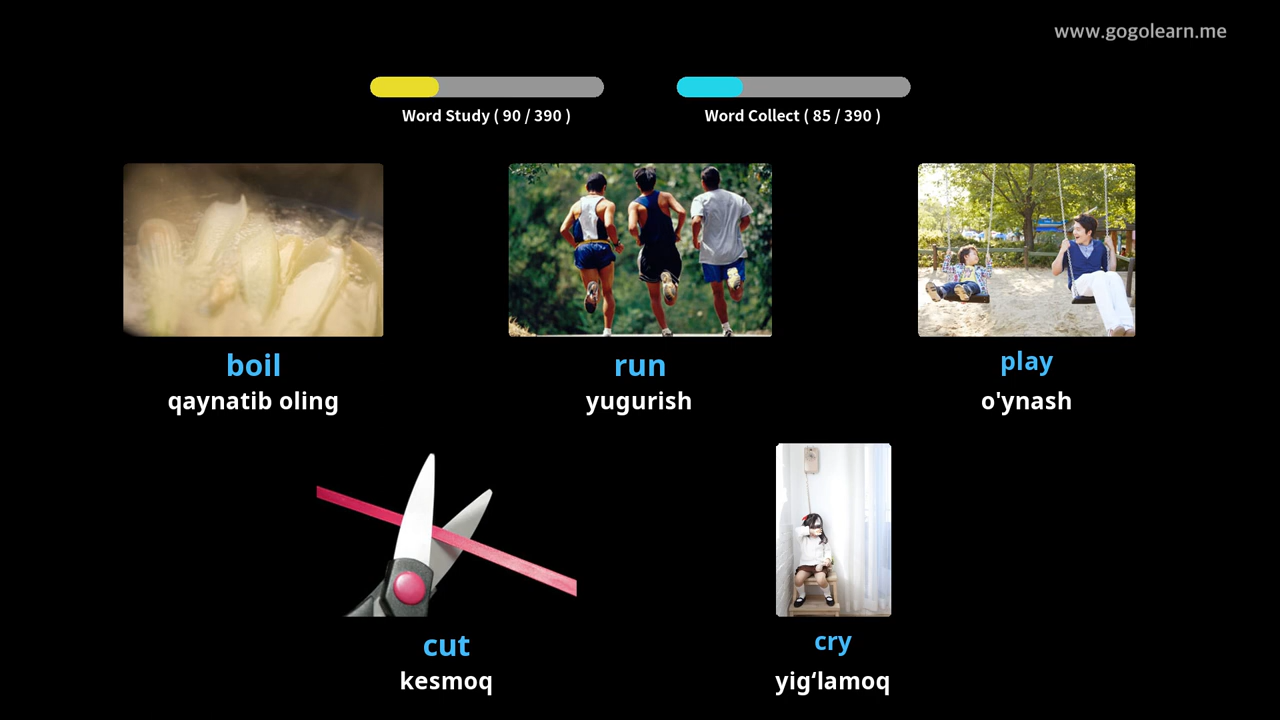 www.gogolearn.me
Word Study ( 90 / 390 )
Word Collect ( 85 / 390 )
boil
qaynatib oling
run
yugurish
play
o'ynash
cut
kesmoq
cry
yig‘lamoq